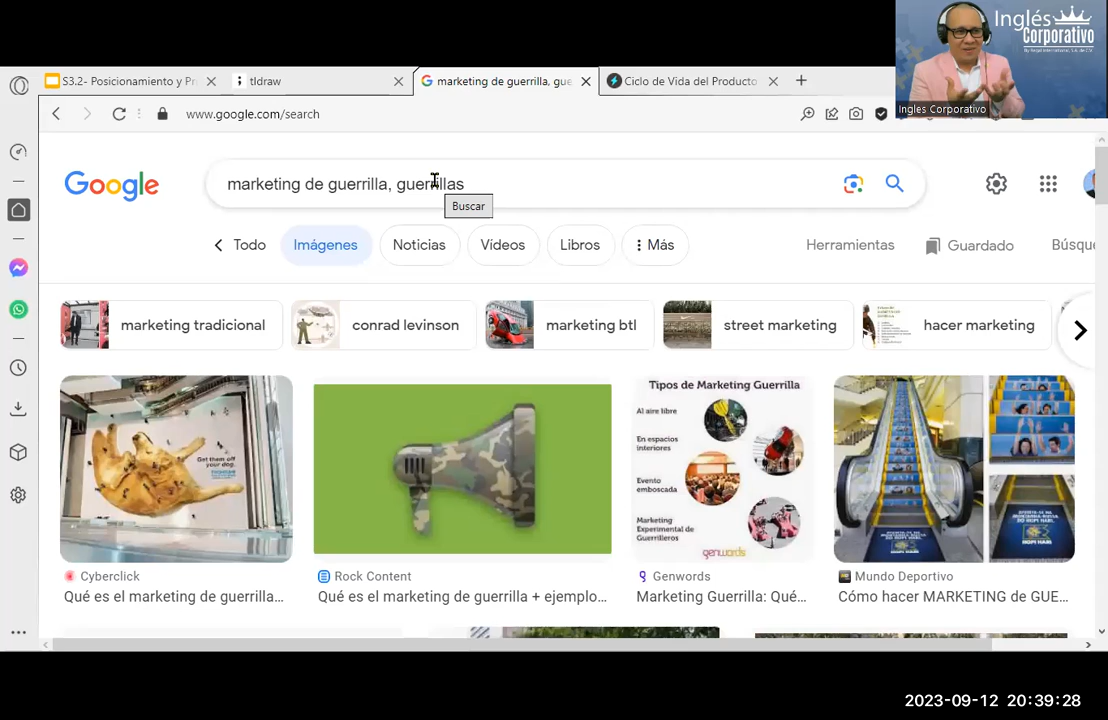 Inglés
Corporativo
By Regal Internacional, S.A. de C.V.
Ingles Corporativo
S3.2- Posicionamiento y Pr
tldraw
marketing de guerrilla, gue
Ciclo de Vida del Producto
www.google.com/search
Google
marketing de guerrilla, guerrillas
Buscar
Todo
Imágenes
Noticias
Vídeos
Libros
Más
Herramientas
Guardado
Búsque
marketing tradicional
conrad levinson
marketing btl
street marketing
hacer marketing
Get them off
your dog.
Tipos de Marketing Guerrilla
Al aire libre
En espacios
interiores
Evento
emboscada
Marketing
Experimental de
Guerrilleros
genwords
Cyberclick
Rock Content
Genwords
Mundo Deportivo
Qué es el marketing de guerrilla...
Qué es el marketing de guerrilla + ejemplo...
Marketing Guerrilla: Qué...
Cómo hacer MARKETING de GUE...
2023-09-12 20:39:28